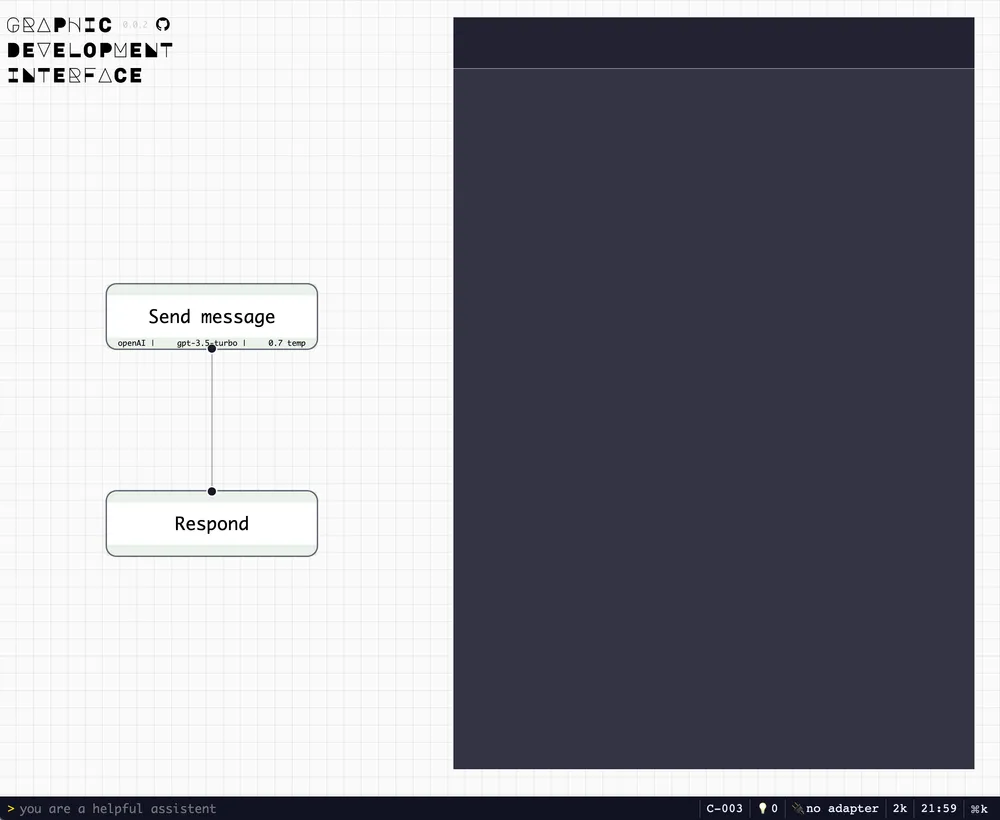 GRAPHIC 0.0.2
DEVELOPMENT
INTERFACE
Send message
openAI | gpt-3.5-turbo | 0.7 temp
Respond
> you are a helpful assistent
C-003 0 no adapter 2k 21:59 ⌘k